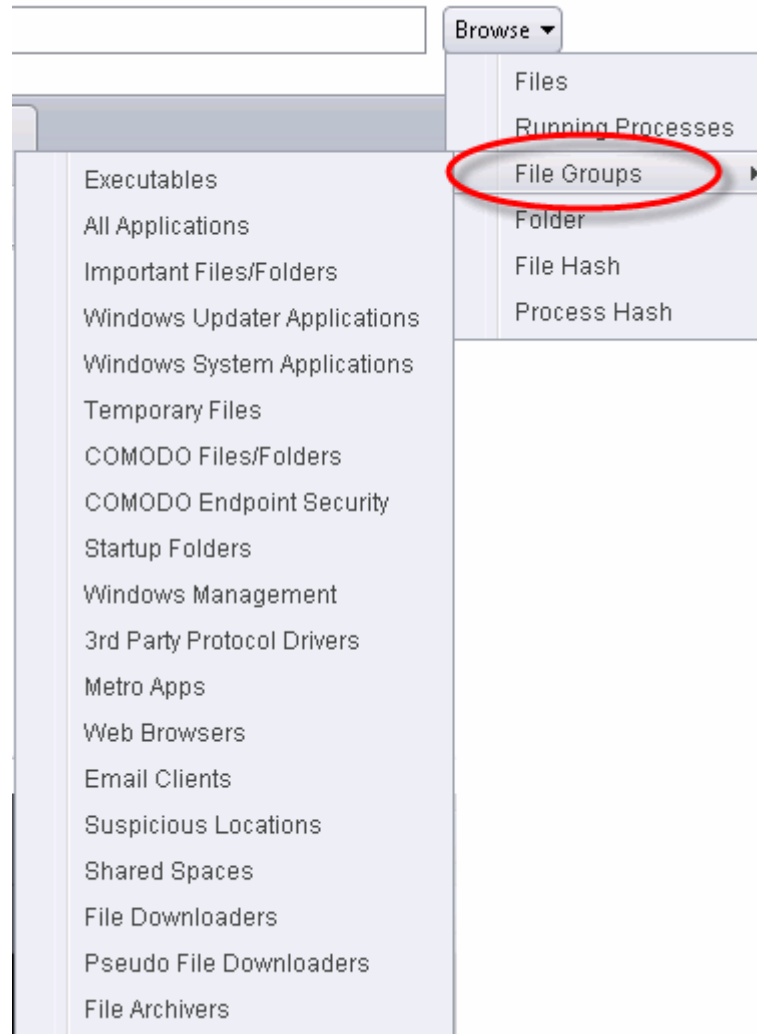 Browse
Files
Running Processes
File Groups
Folder
File Hash
Process Hash
Executables
All Applications
Important Files/Folders
Windows Updater Applications
Windows System Applications
Temporary Files
COMODO Files/Folders
COMODO Endpoint Security
Startup Folders
Windows Management
3rd Party Protocol Drivers
Metro Apps
Web Browsers
Email Clients
Suspicious Locations
Shared Spaces
File Downloaders
Pseudo File Downloaders
File Archivers